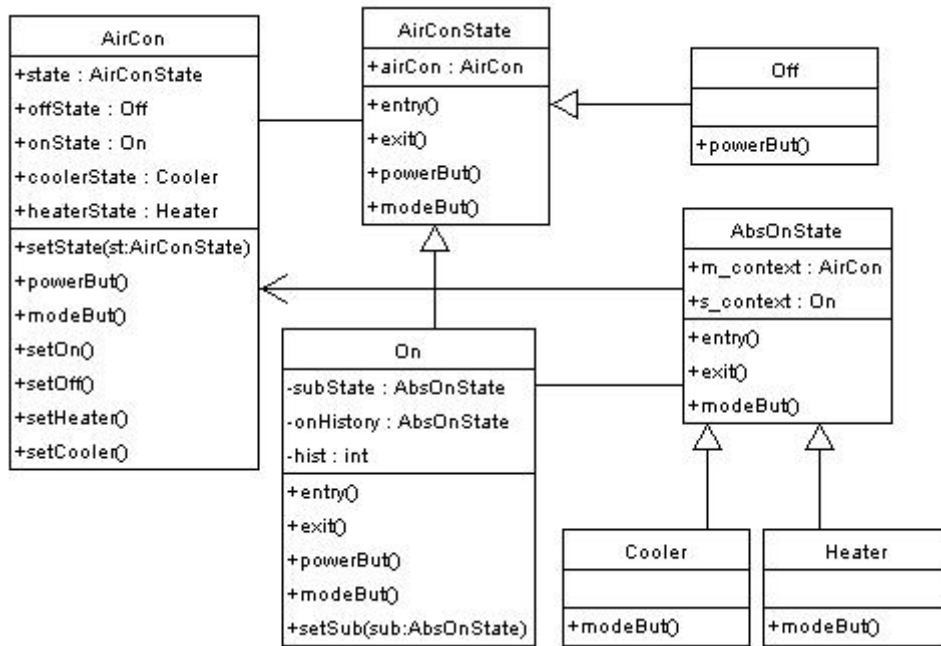 AirCon
+state : AirConState
+offState : Off
+onState : On
+coolerState : Cooler
+heaterState : Heater
+setState(st:AirConState)
+powerBut()
+modeBut()
+setOn()
+setOff()
+setHeater()
+setCooler()
AirConState
+airCon : AirCon
+entry()
+exit()
+powerBut()
+modeBut()
Off
+powerBut()
AbsOnState
+m_context : AirCon
+s_context : On
+entry()
+exit()
+modeBut()
On
-subState : AbsOnState
-onHistory : AbsOnState
-hist : int
+entry()
+exit()
+powerBut()
+modeBut()
+setSub(sub:AbsOnState)
Cooler
+modeBut()
Heater
+modeBut()